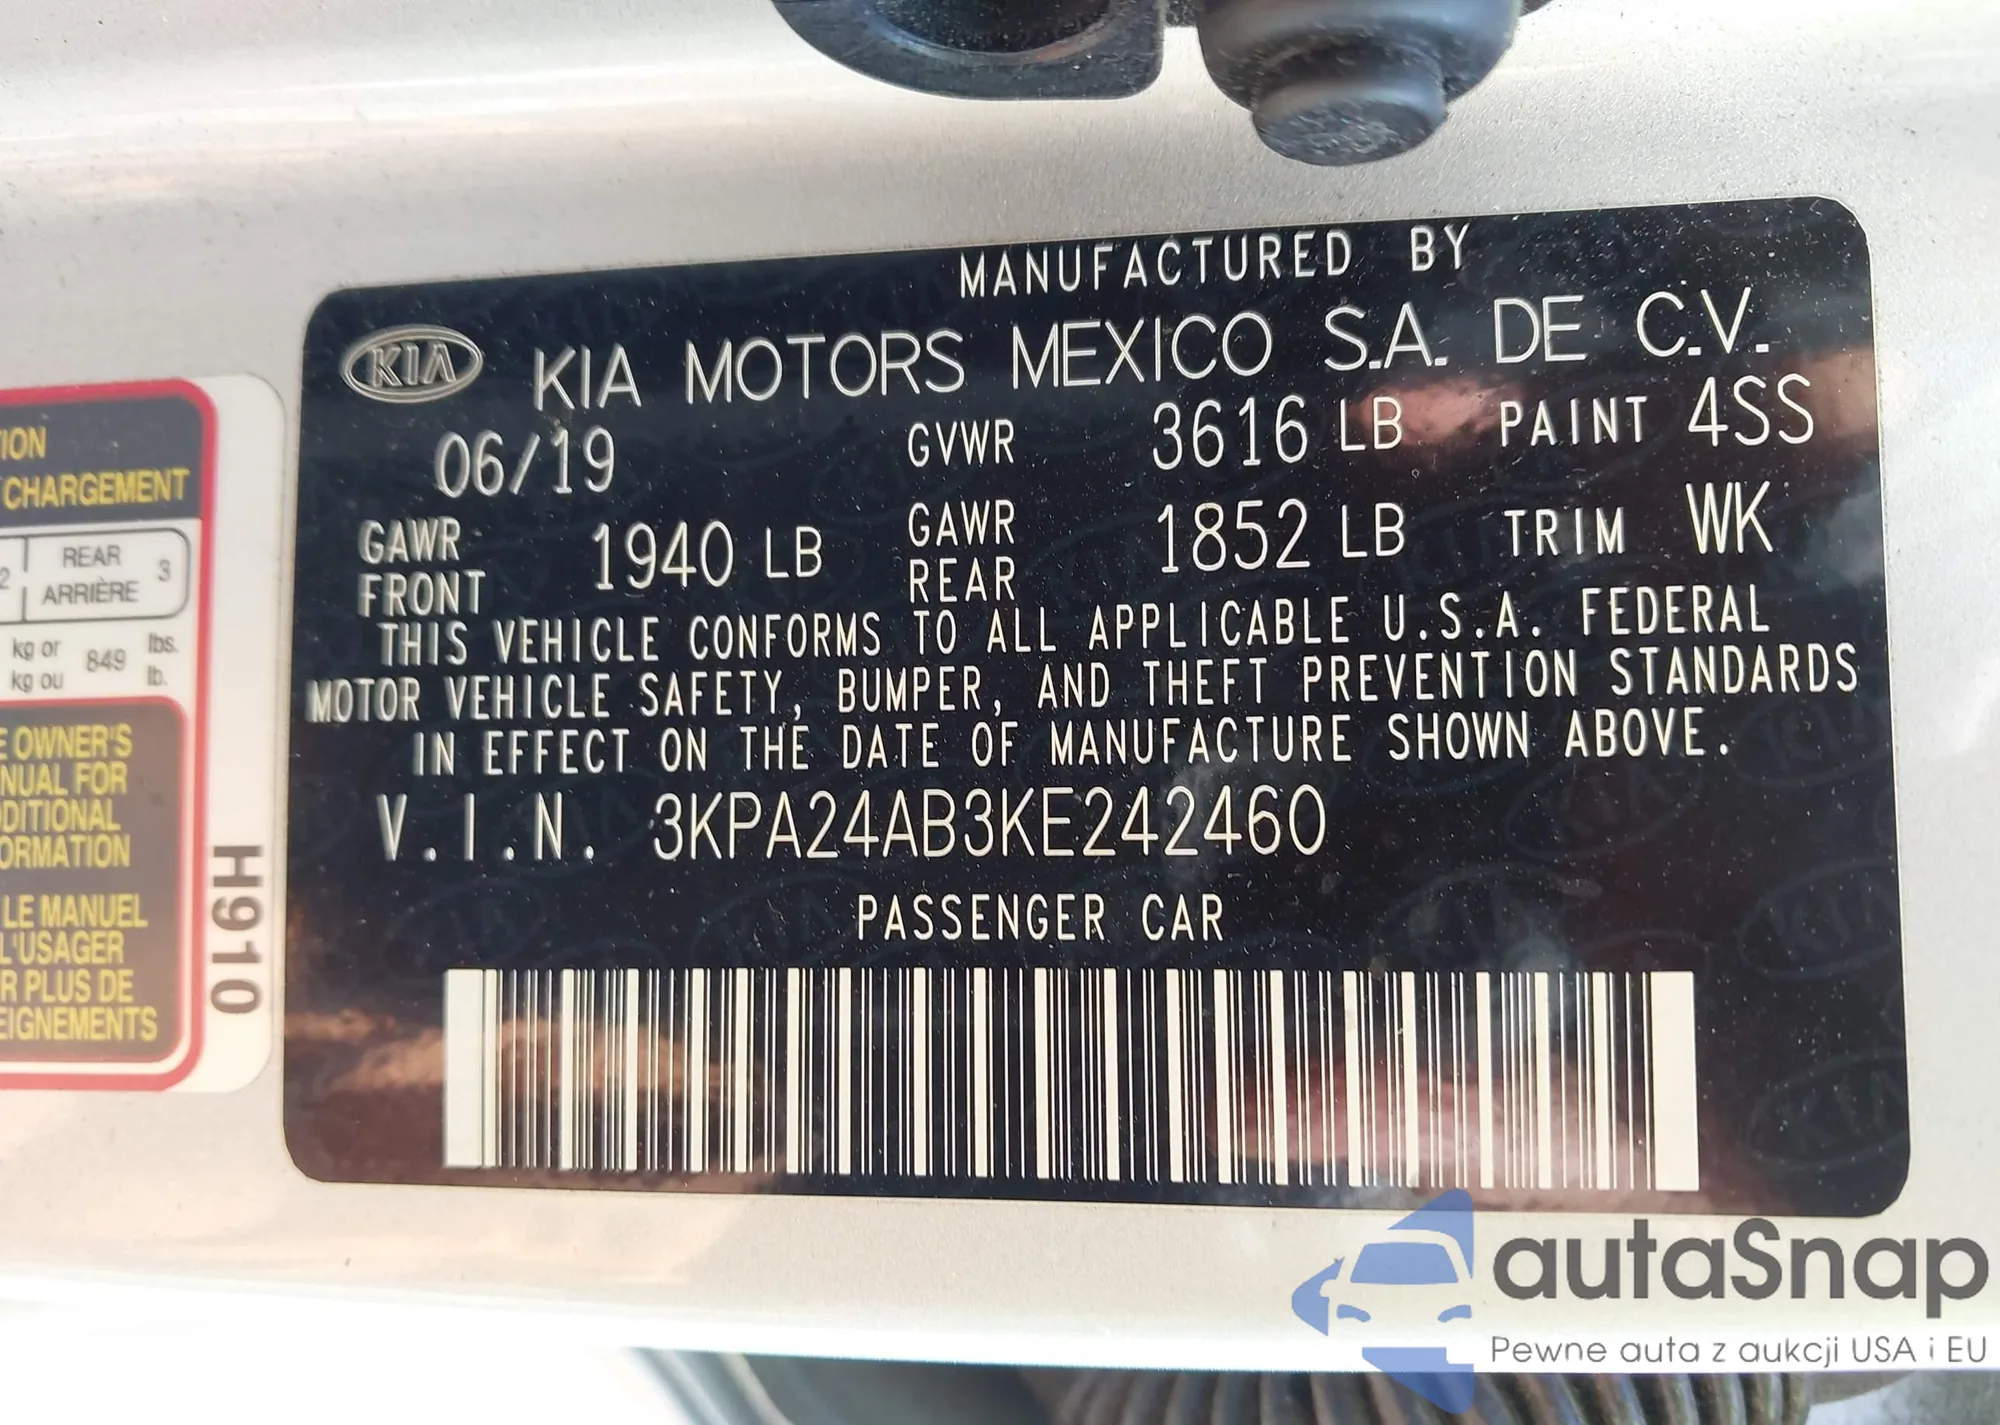 MANUFACTURED BY
KIA KIA MOTORS MEXICO S.A. DE C.V.
06/19 GVWR 3616 LB PAINT 4SS
GAWR FRONT 1940 LB GAWR REAR 1852 LB TRIM WK
THIS VEHICLE CONFORMS TO ALL APPLICABLE U.S.A. FEDERAL
MOTOR VEHICLE SAFETY, BUMPER, AND THEFT PREVENTION STANDARDS
IN EFFECT ON THE DATE OF MANUFACTURE SHOWN ABOVE.
V.I.N. 3KPA24AB3KE242460
PASSENGER CAR
TION
CHARGEMENT
2 REAR 3
ARRIÈRE
kg or 849 lbs.
kg ou lb.
E OWNER'S
NUAL FOR
DDITIONAL
ORMATION
LE MANUEL
L'USAGER
R PLUS DE
EIGNEMENTS
H910
autaSnap
Pewne auta z aukcji USA i EU